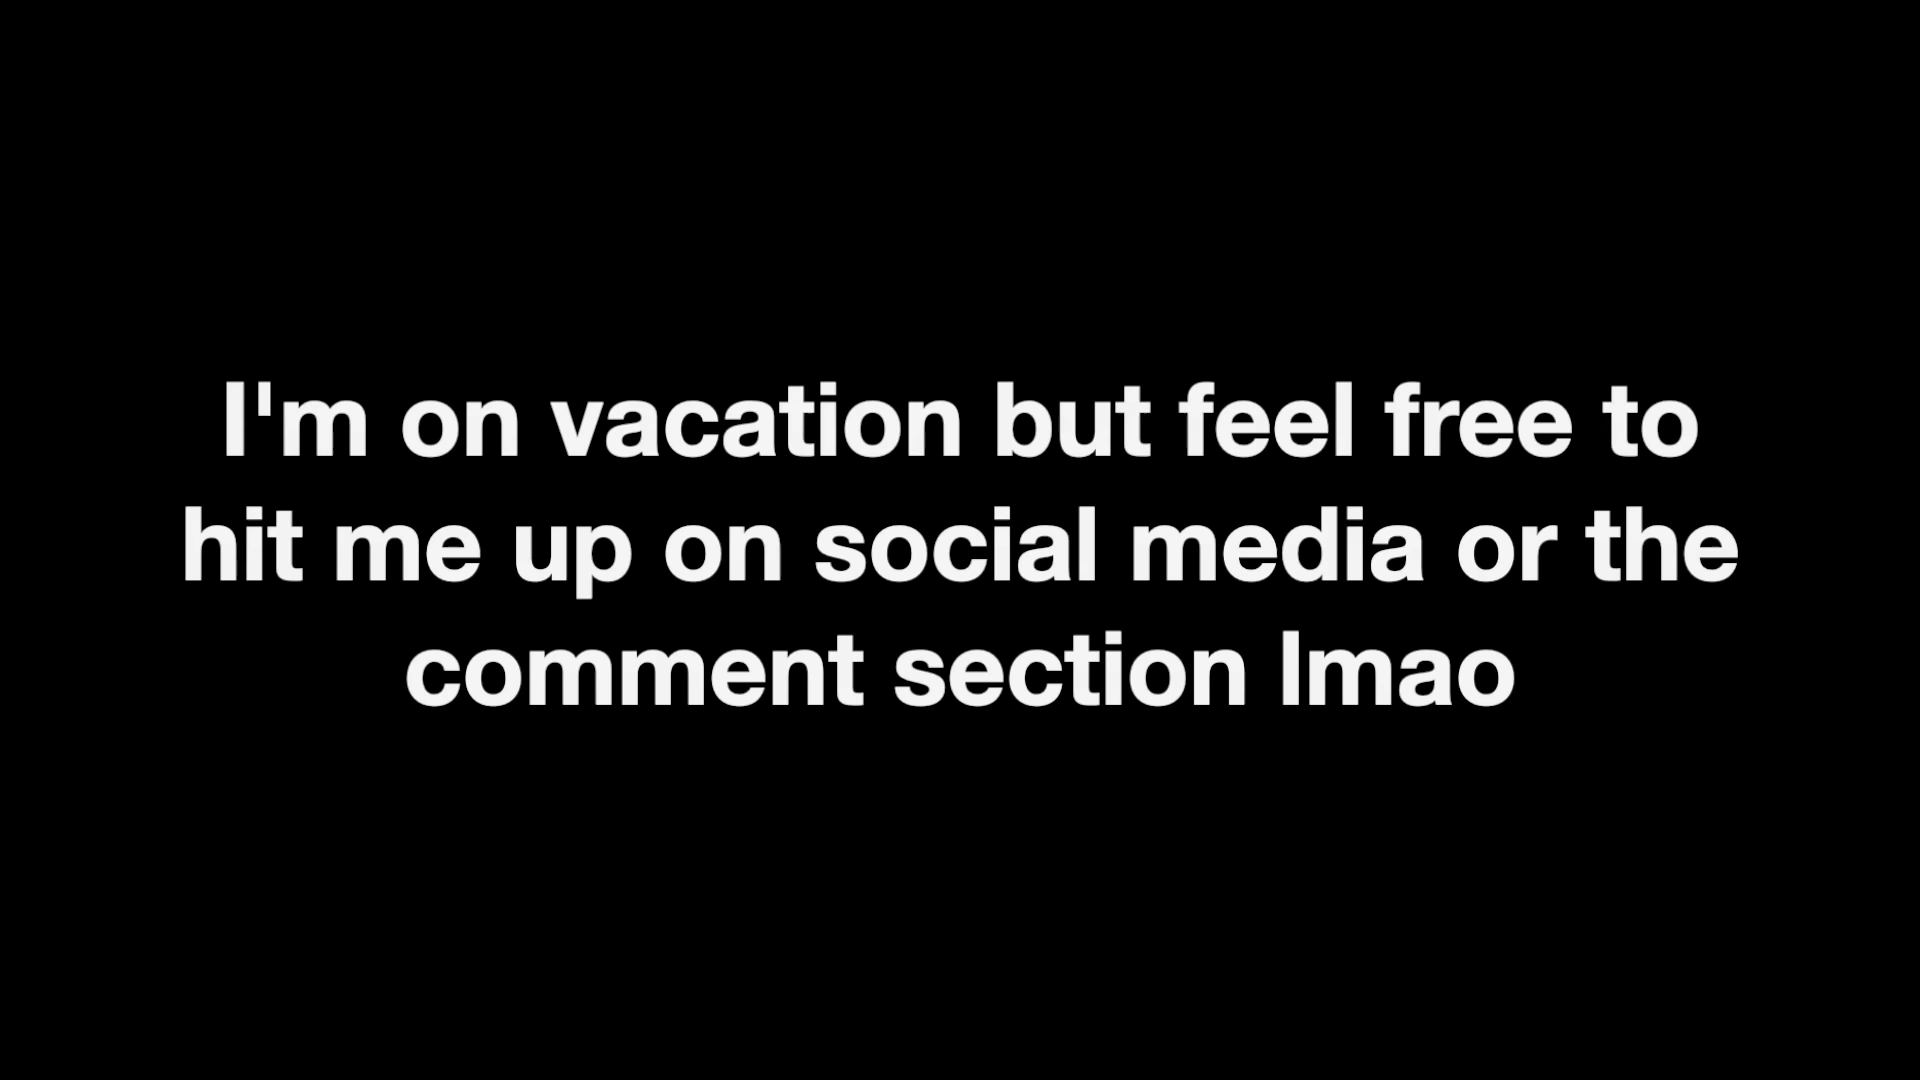 I'm on vacation but feel free to
hit me up on social media or the
comment section lmao